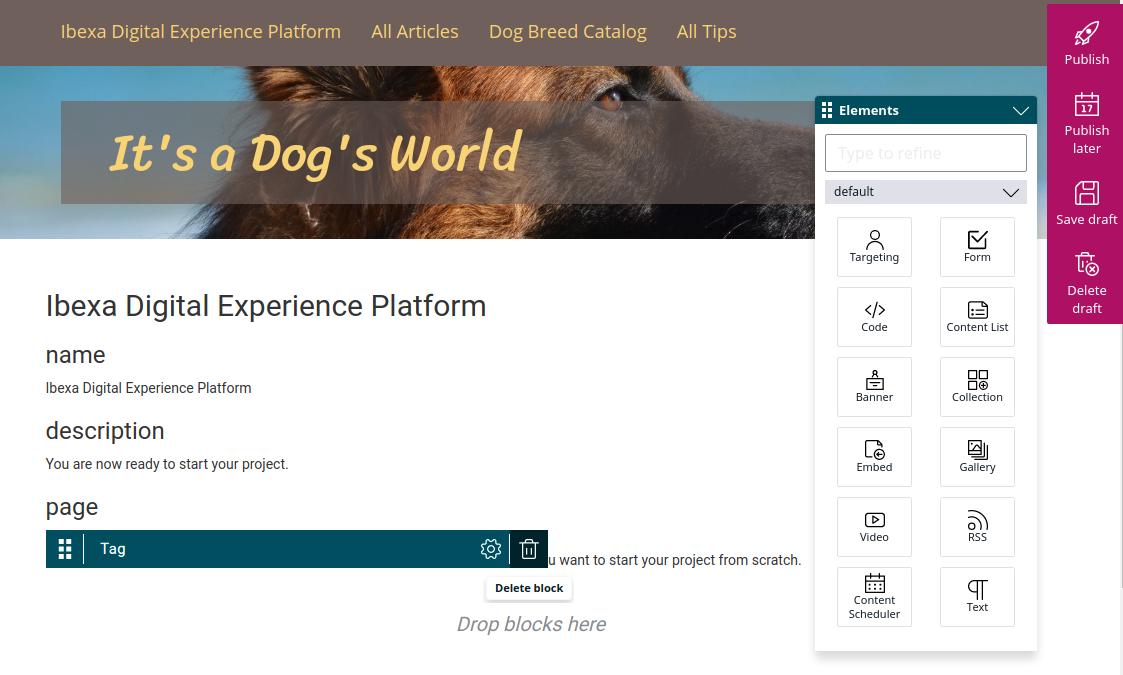 Ibexa Digital Experience Platform All Articles Dog Breed Catalog All Tips
It's a Dog's World
Ibexa Digital Experience Platform
name
Ibexa Digital Experience Platform
description
You are now ready to start your project.
page
Tag
u want to start your project from scratch.
Delete block
Drop blocks here
Elements
Type to refine
default
Targeting Form
Code Content List
Banner Collection
Embed Gallery
Video RSS
Content
Scheduler
Text
Publish
17
Publish
later
Save draft
Delete
draft